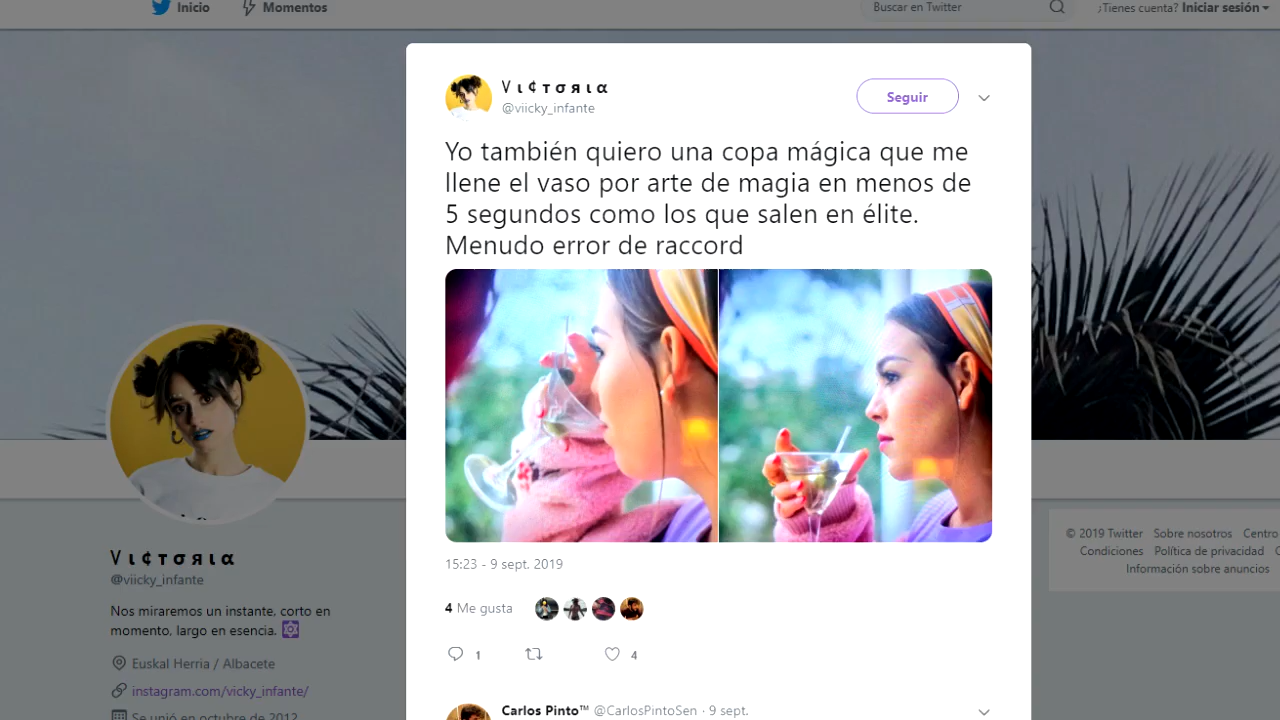 Inicio
Momentos
Buscar en Twitter
¿Tienes cuenta? Iniciar sesión
V ι ¢ τ σ я ι α
@viicky_infante
Seguir
Yo también quiero una copa mágica que me
llene el vaso por arte de magia en menos de
5 segundos como los que salen en élite.
Menudo error de raccord
15:23 - 9 sept. 2019
4 Me gusta
1
4
Carlos Pinto™ @CarlosPintoSen · 9 sept.
V ι ¢ τ σ я ι α
@viicky_infante
Nos miraremos un instante, corto en
momento, largo en esencia.
Euskal Herria / Albacete
instagram.com/vicky_infante/
Se unió en octubre de 2012
© 2019 Twitter Sobre nosotros Centro
Condiciones Política de privacidad
Información sobre anuncios